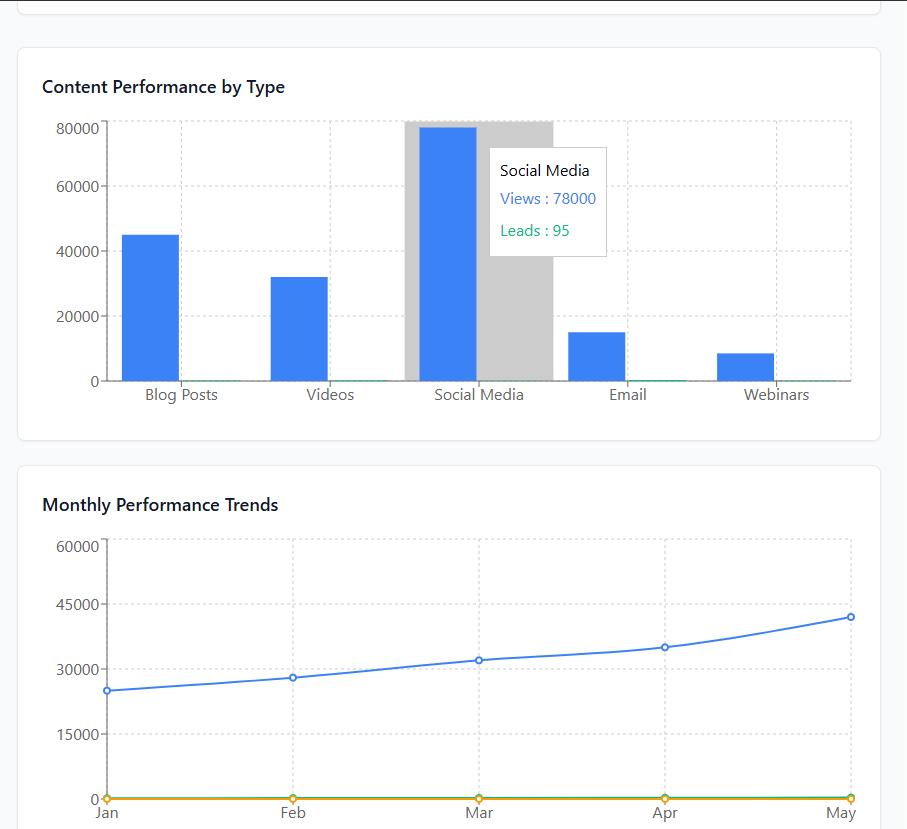 Content Performance by Type
80000
60000
40000
20000
0
Social Media
Views : 78000
Leads : 95
Blog Posts Videos Social Media Email Webinars
Monthly Performance Trends
60000
45000
30000
15000
0
Jan Feb Mar Apr May